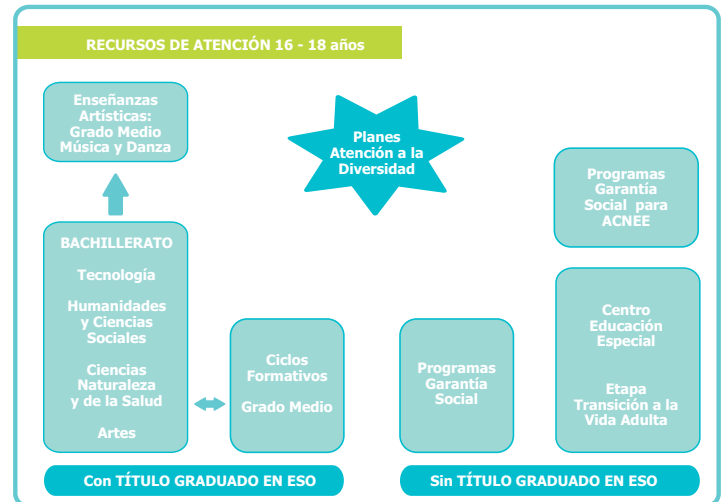 RECURSOS DE ATENCIÓN 16 - 18 años
Enseñanzas
Artísticas:
Grado Medio
Música y Danza
Planes
Atención a la
Diversidad
Programas
Garantía
Social para
ACNEE
BACHILLERATO
Tecnología
Humanidades
y Ciencias
Sociales
Ciencias
Naturaleza
y de la Salud
Artes
Ciclos
Formativos
Grado Medio
Programas
Garantía
Social
Centro
Educación
Especial
Etapa
Transición a la
Vida Adulta
Con TÍTULO GRADUADO EN ESO
Sin TÍTULO GRADUADO EN ESO